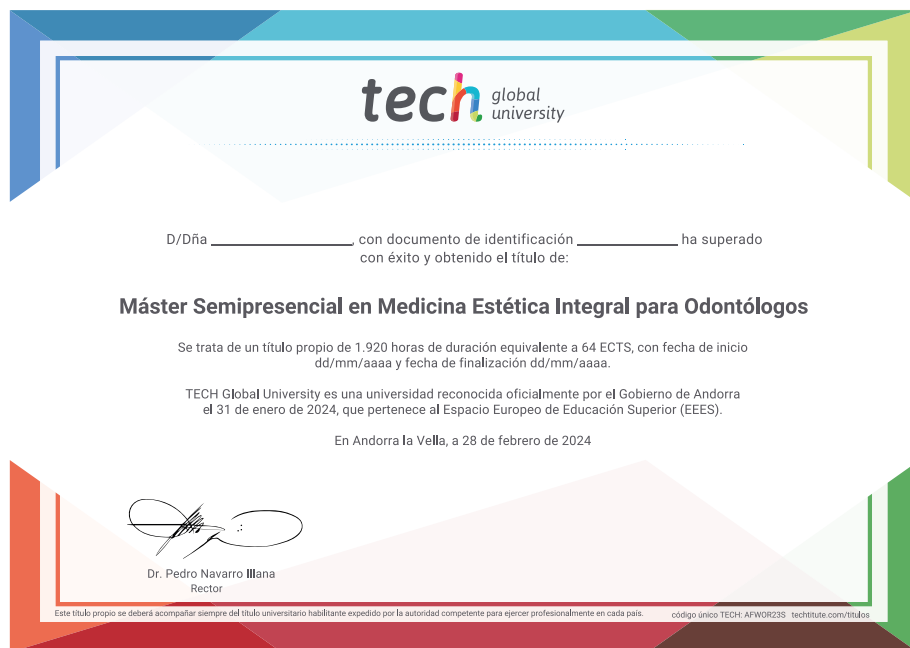 tech global university
D/Dña ____________, con documento de identificación ____________ ha superado
con éxito y obtenido el título de:
Máster Semipresencial en Medicina Estética Integral para Odontólogos
Se trata de un título propio de 1.920 horas de duración equivalente a 64 ECTS, con fecha de inicio
dd/mm/aaaa y fecha de finalización dd/mm/aaaa.
TECH Global University es una universidad reconocida oficialmente por el Gobierno de Andorra
el 31 de enero de 2024, que pertenece al Espacio Europeo de Educación Superior (EEES).
En Andorra la Vella, a 28 de febrero de 2024
Dr. Pedro Navarro Illana
Rector
Este título propio se deberá acompañar siempre del título universitario habilitante expedido por la autoridad competente para ejercer profesionalmente en cada país.
código único TECH: AFWOR23S techtitute.com/titulos